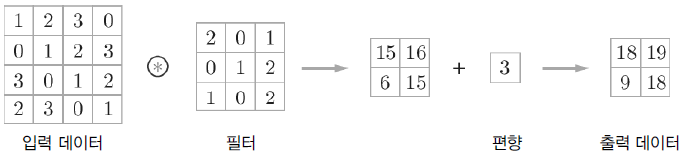 1 2 3 0
0 1 2 3
3 0 1 2
2 3 0 1
⊛
2 0 1
0 1 2
1 0 2
15 16
6 15
+
3
18 19
9 18
입력 데이터
필터
편향
출력 데이터